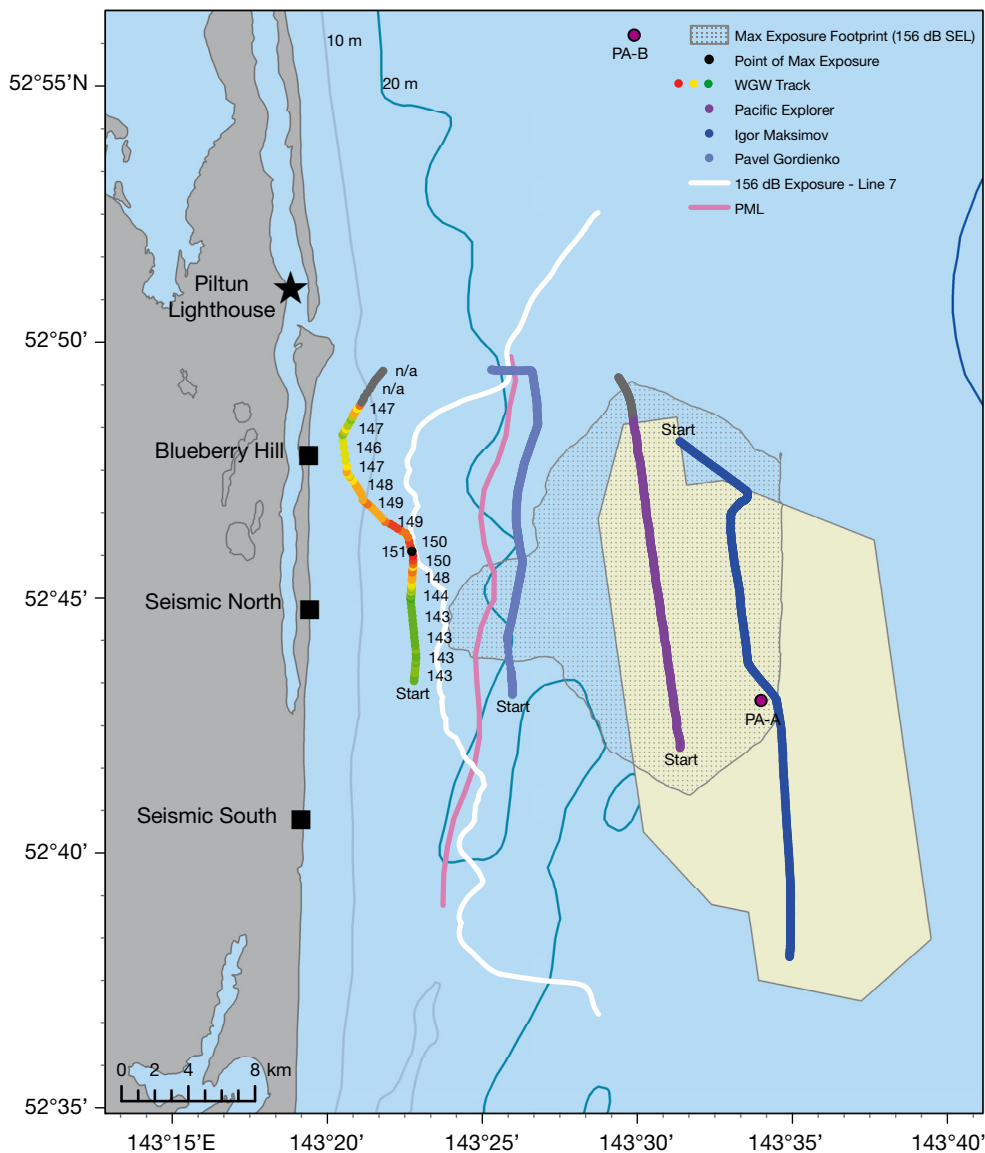 10 m
20 m
PA-B
Max Exposure Footprint (156 dB SEL)
Point of Max Exposure
WGW Track
Pacific Explorer
Igor Maksimov
Pavel Gordienko
156 dB Exposure - Line 7
PML
52°55’N
52°50’
52°45’
52°40’
52°35’
Piltun
Lighthouse
Blueberry Hill
Seismic North
Seismic South
n/a
n/a
147
147
146
147
148
149
149
150
151
150
148
144
143
143
143
143
Start
Start
Start
Start
PA-A
0 2 4 8 km
143°15’E 143°20’ 143°25’ 143°30’ 143°35’ 143°40’